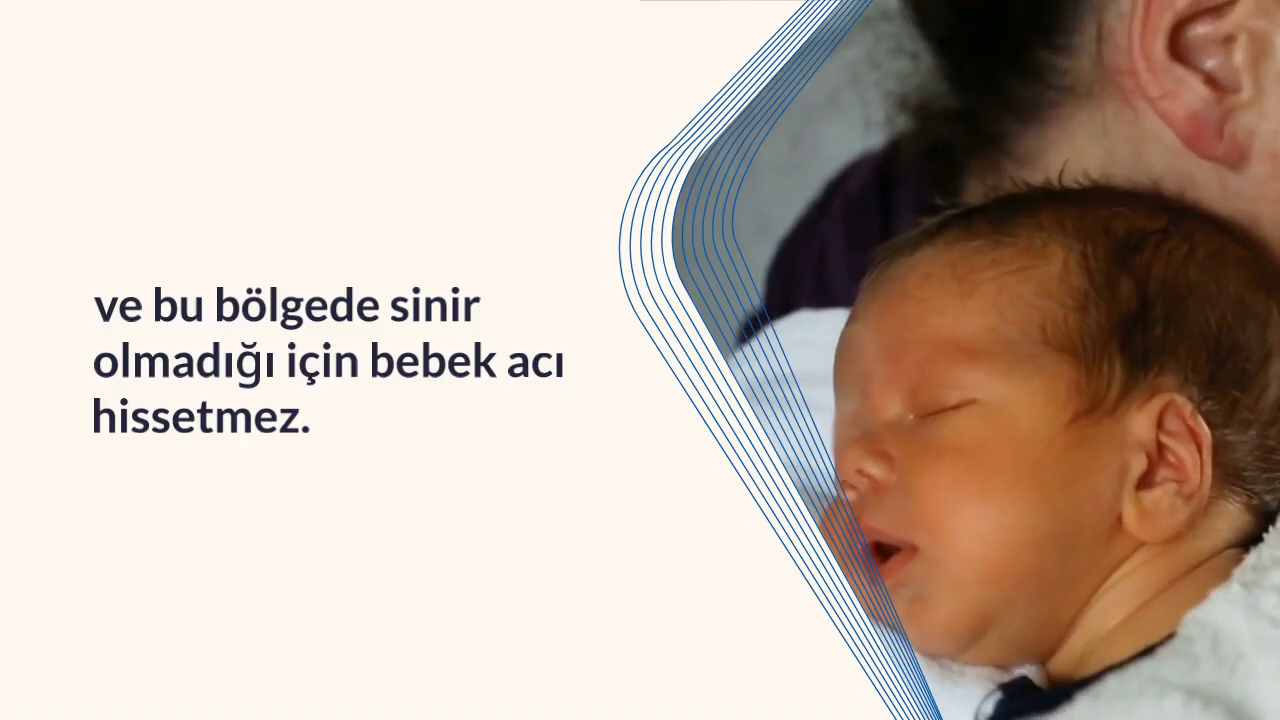 ve bu bölgede sinir
olmadığı için bebek acı
hissetmez.